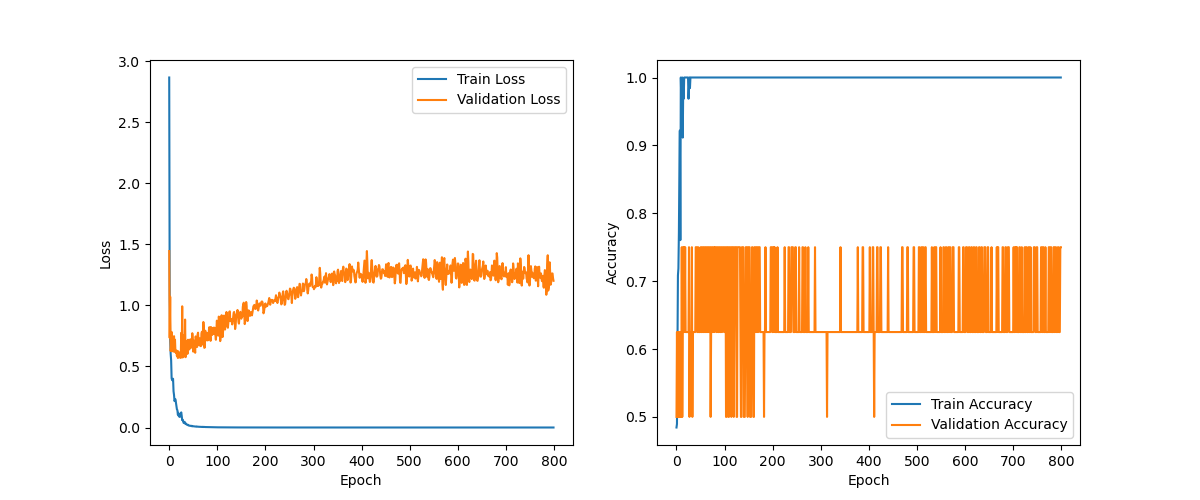 3.0
2.5
2.0
1.5
1.0
0.5
0.0
Loss
0 100 200 300 400 500 600 700 800
Epoch
Train Loss
Validation Loss
1.0
0.9
0.8
0.7
0.6
0.5
Accuracy
0 100 200 300 400 500 600 700 800
Epoch
Train Accuracy
Validation Accuracy